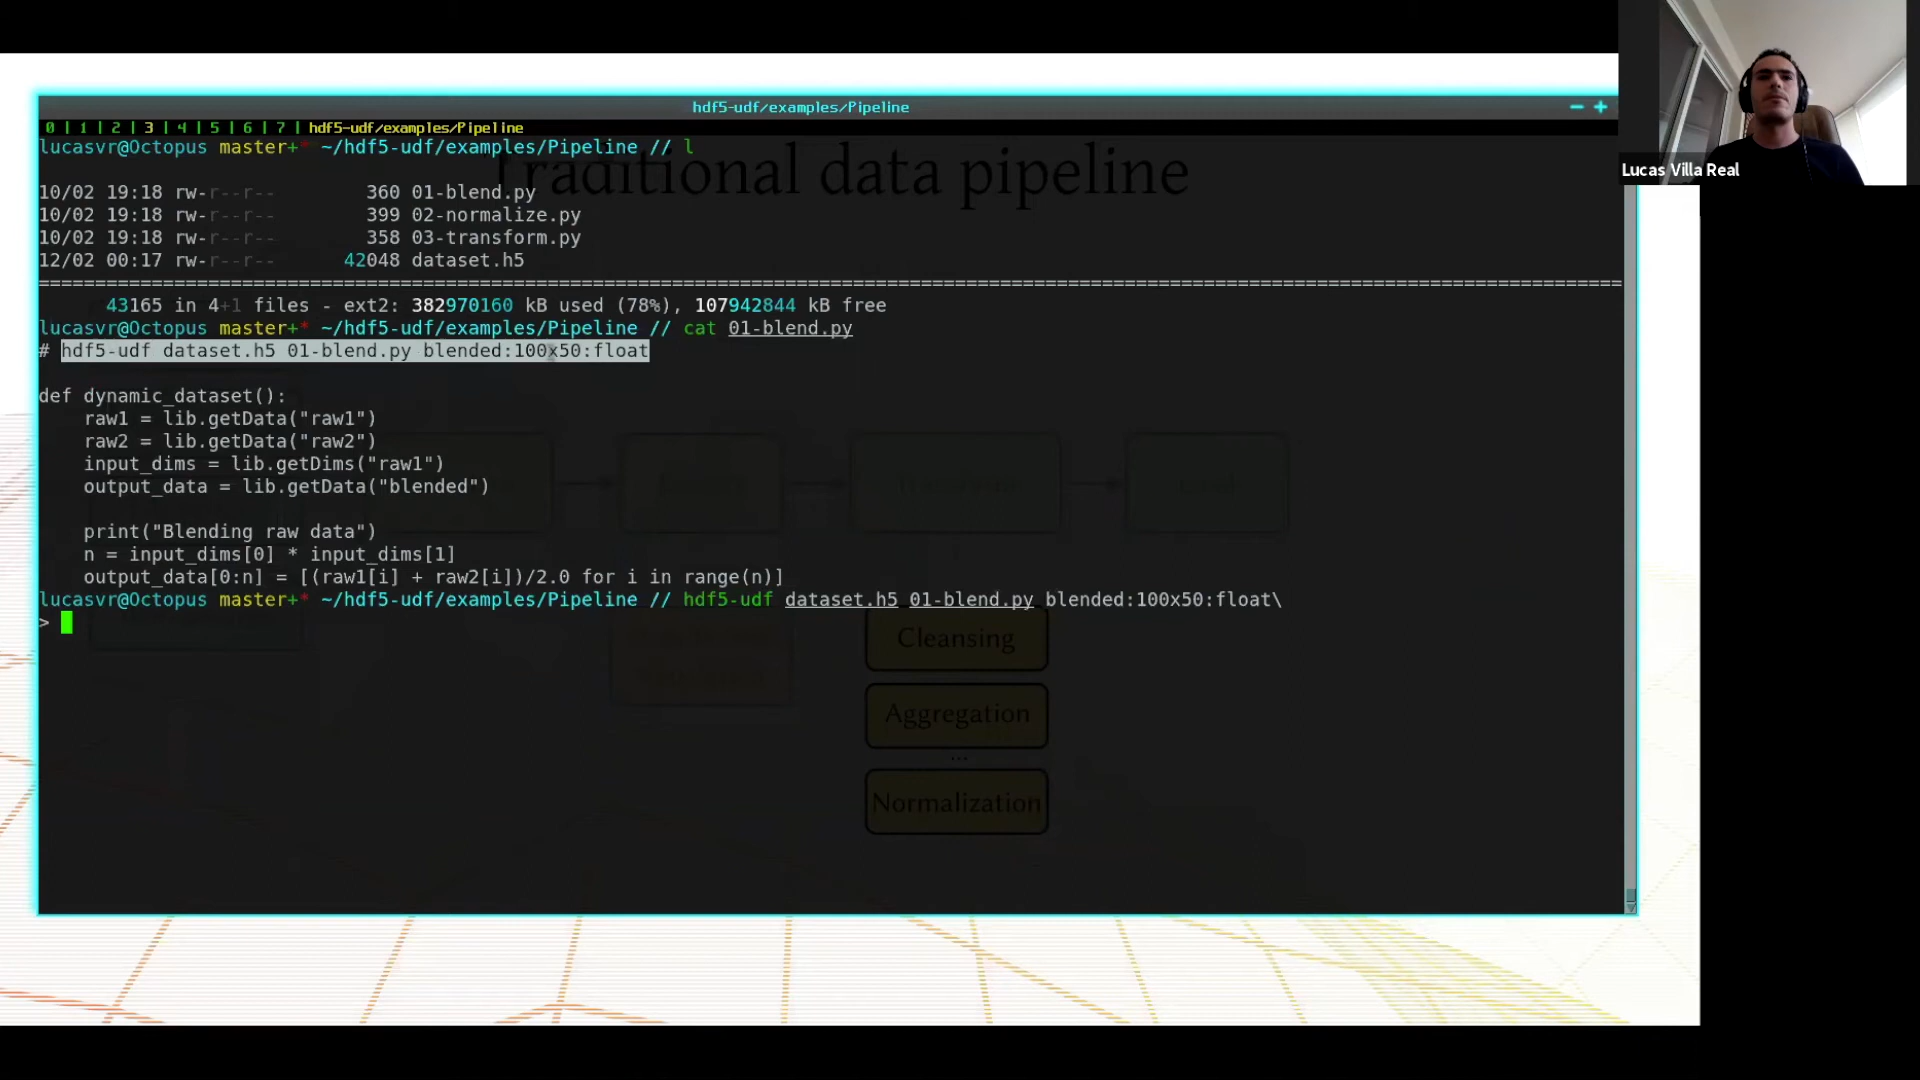 hdf5-udf/examples/Pipeline
0 | 1 | 2 | 3 | 4 | 5 | 6 | 7 | hdf5-udf/examples/Pipeline
lucasvr@Octopus master+* ~/hdf5-udf/examples/Pipeline // l
Traditional data pipeline
10/02 19:18 rw-r--r-- 360 01-blend.py
10/02 19:18 rw-r--r-- 399 02-normalize.py
10/02 19:18 rw-r--r-- 358 03-transform.py
12/02 00:17 rw-r--r-- 42048 dataset.h5
43165 in 4+1 files - ext2: 382970160 kB used (78%), 107942844 kB free
lucasvr@Octopus master+* ~/hdf5-udf/examples/Pipeline // cat 01-blend.py
# hdf5-udf dataset.h5 01-blend.py blended:100x50:float
def dynamic_dataset():
raw1 = lib.getData("raw1")
raw2 = lib.getData("raw2")
input_dims = lib.getDims("raw1")
output_data = lib.getData("blended")
print("Blending raw data")
n = input_dims[0] * input_dims[1]
output_data[0:n] = [(raw1[i] + raw2[i])/2.0 for i in range(n)]
lucasvr@Octopus master+* ~/hdf5-udf/examples/Pipeline // hdf5-udf dataset.h5 01-blend.py blended:100x50:float\
>
Cleansing
Aggregation
...
Normalization
Lucas Villa Real